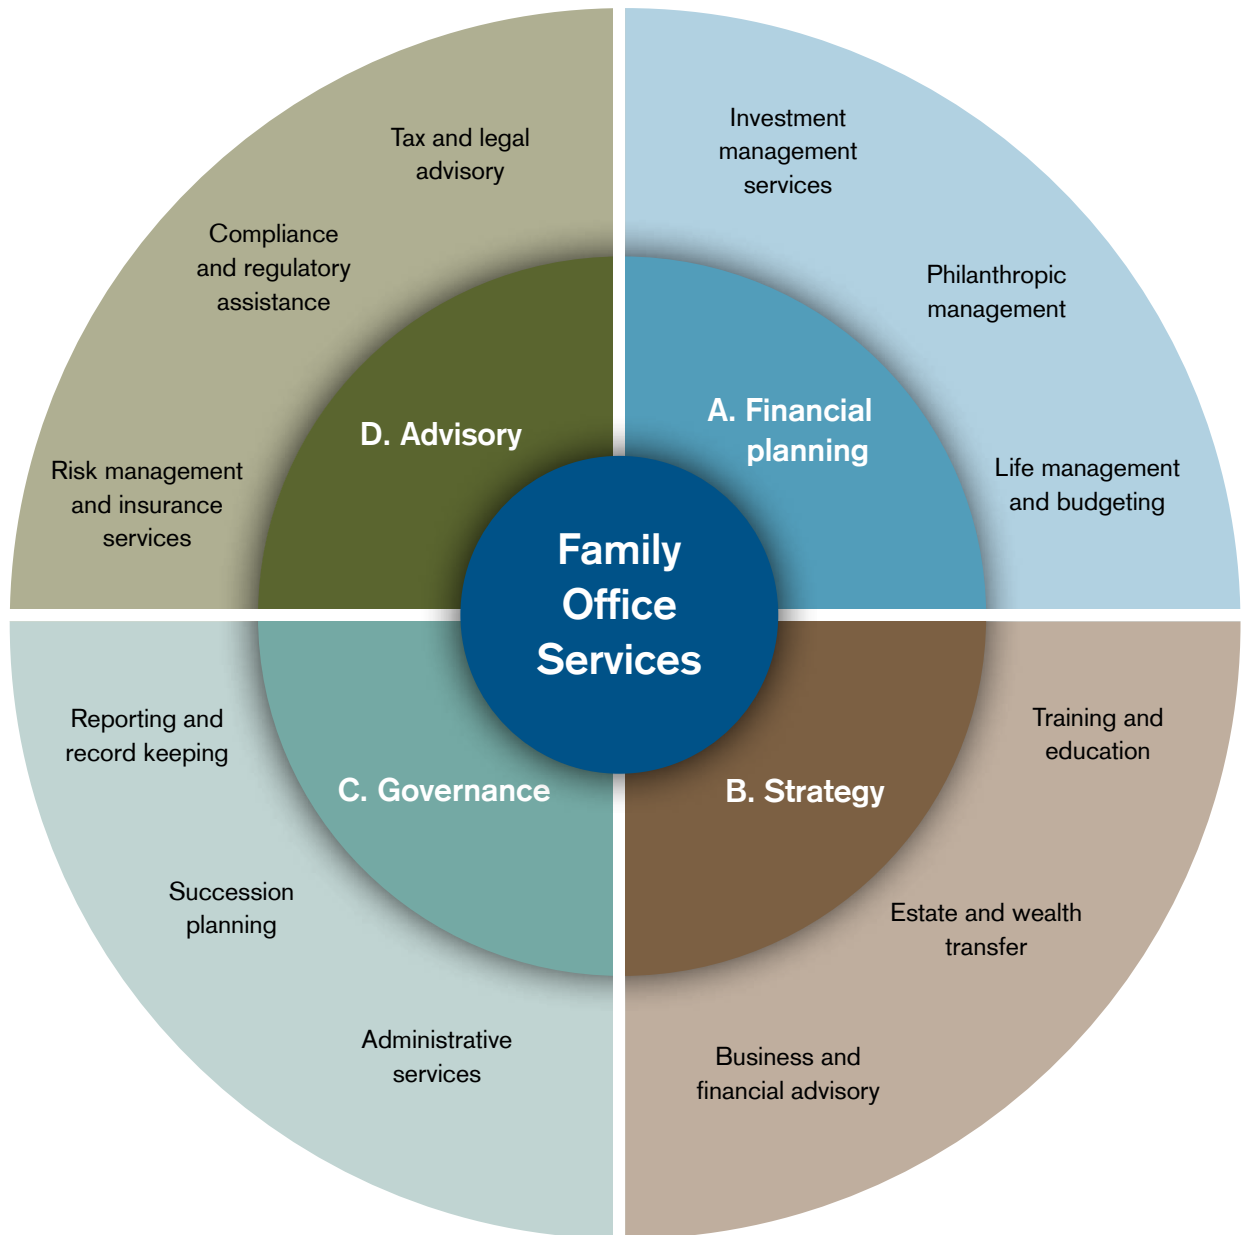 Family
Office
Services
A. Financial
planning
Investment
management
services
Philanthropic
management
Life management
and budgeting
B. Strategy
Training and
education
Estate and wealth
transfer
Business and
financial advisory
C. Governance
Administrative
services
Succession
planning
Reporting and
record keeping
D. Advisory
Risk management
and insurance
services
Compliance
and regulatory
assistance
Tax and legal
advisory